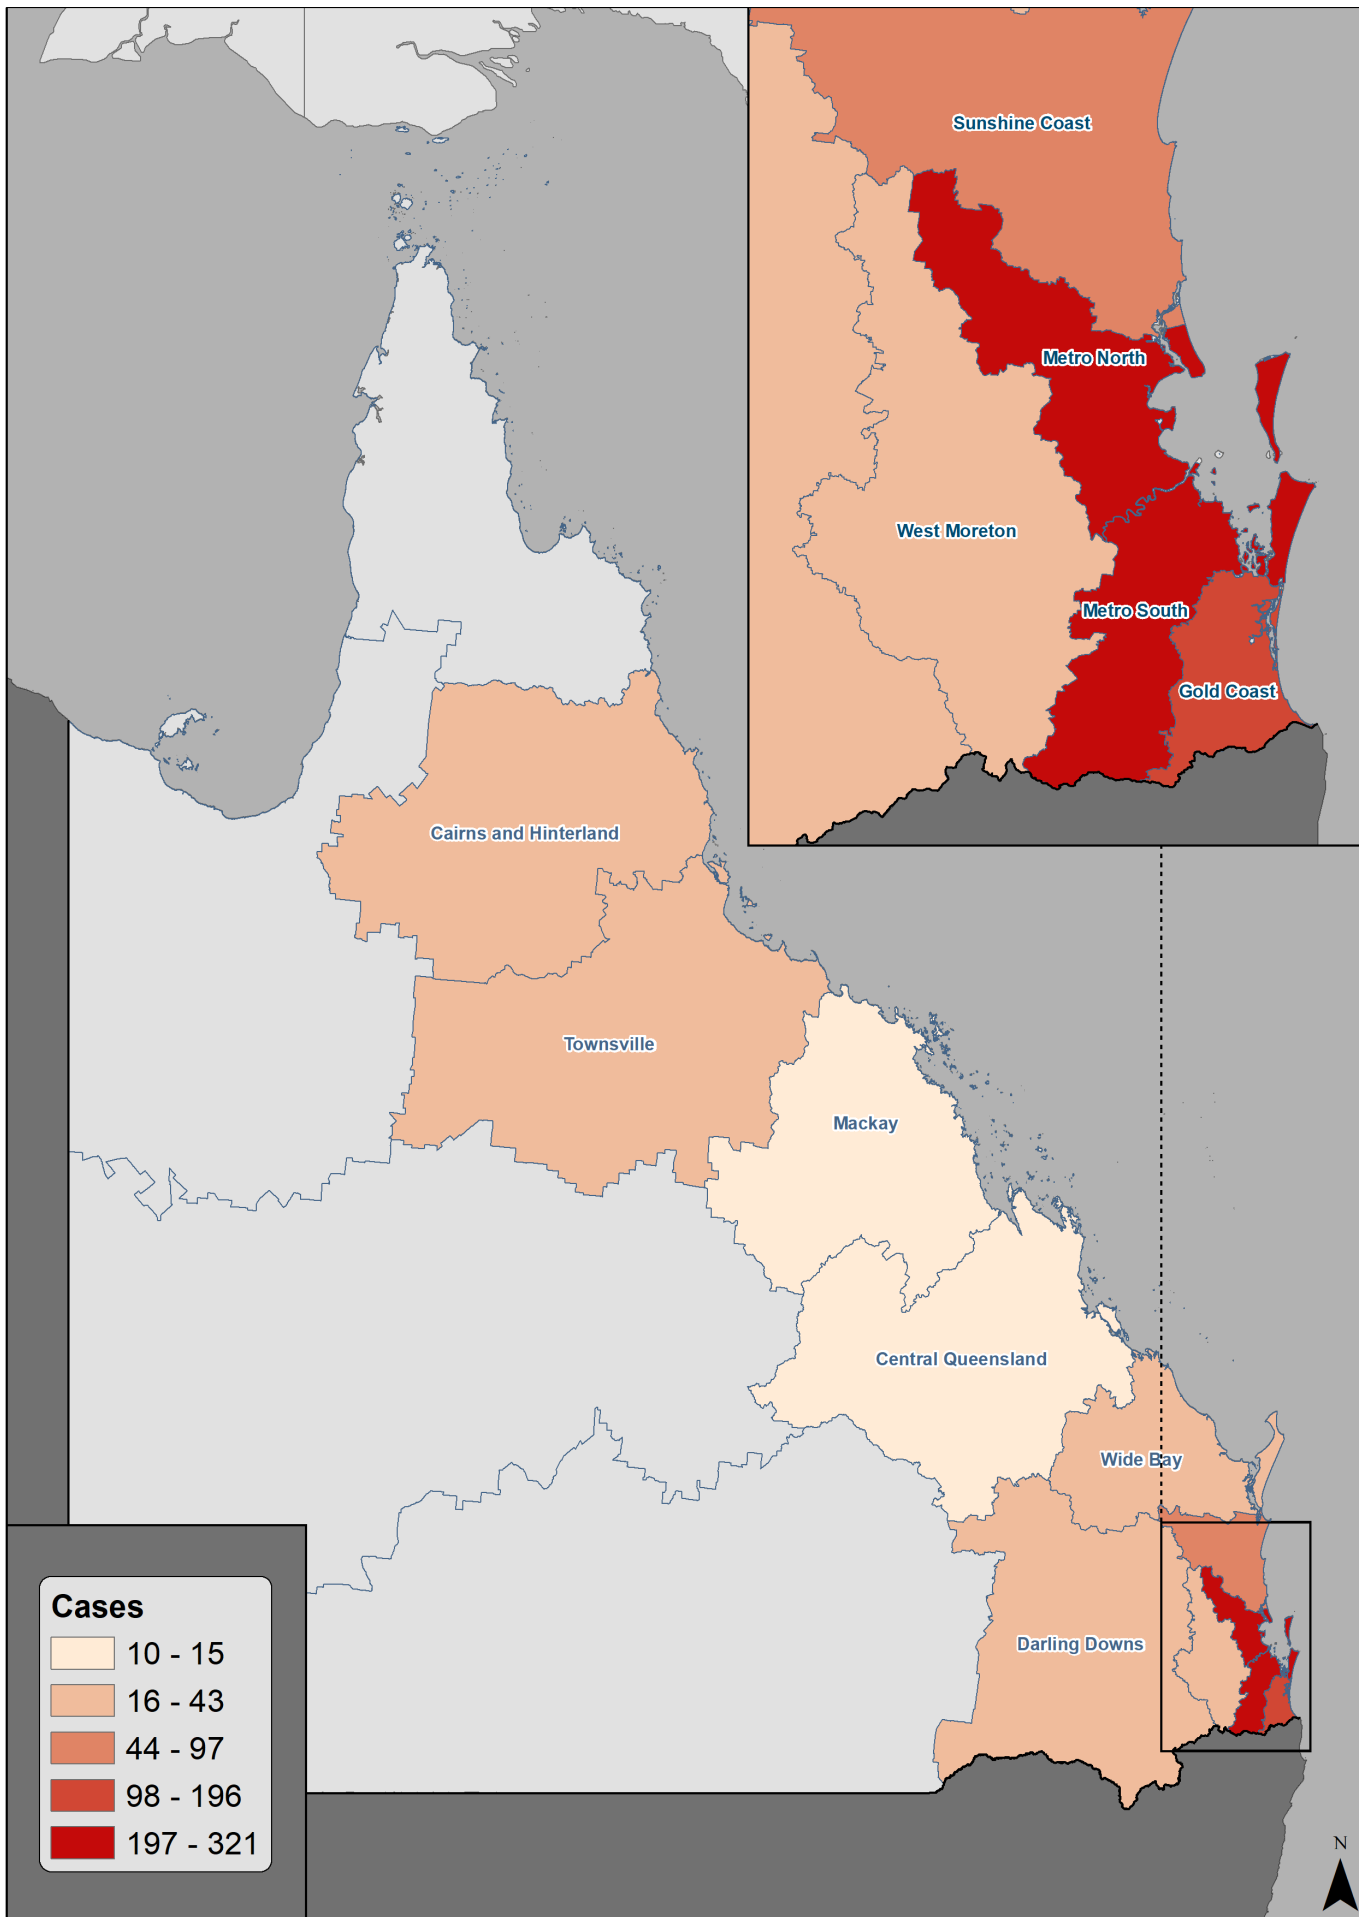 Sunshine Coast
Metro North
West Moreton
Metro South
Gold Coast
Cairns and Hinterland
Townsville
Mackay
Central Queensland
Wide Bay
Darling Downs
Cases
10 - 15
16 - 43
44 - 97
98 - 196
197 - 321
N